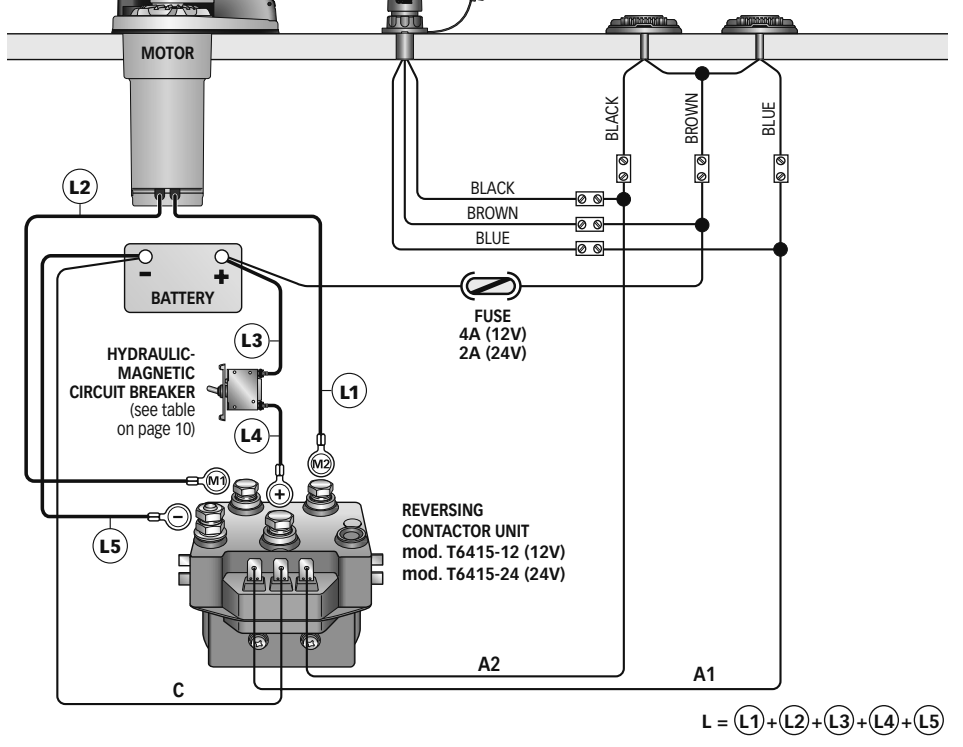 MOTOR
BLACK
BROWN
BLUE
L2
BLACK
BROWN
BLUE
-
+
BATTERY
FUSE
4A (12V)
2A (24V)
L3
HYDRAULIC-
MAGNETIC
CIRCUIT BREAKER
(see table
on page 10)
L1
L4
M2
M1
+
-
L5
REVERSING
CONTACTOR UNIT
mod. T6415-12 (12V)
mod. T6415-24 (24V)
A2
A1
C
L = L1+L2+L3+L4+L5